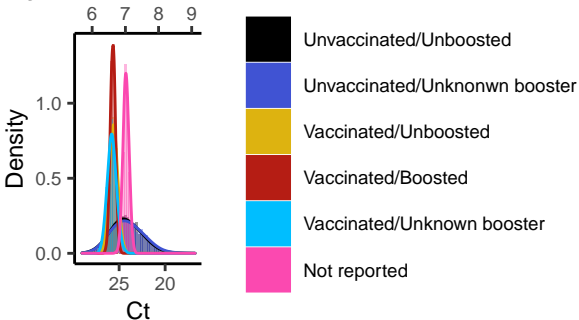 6 7 8 9
Density
1.0
0.5
0.0
25 20
Ct
Unvaccinated/Unboosted
Unvaccinated/Unknonwn booster
Vaccinated/Unboosted
Vaccinated/Boosted
Vaccinated/Unknown booster
Not reported